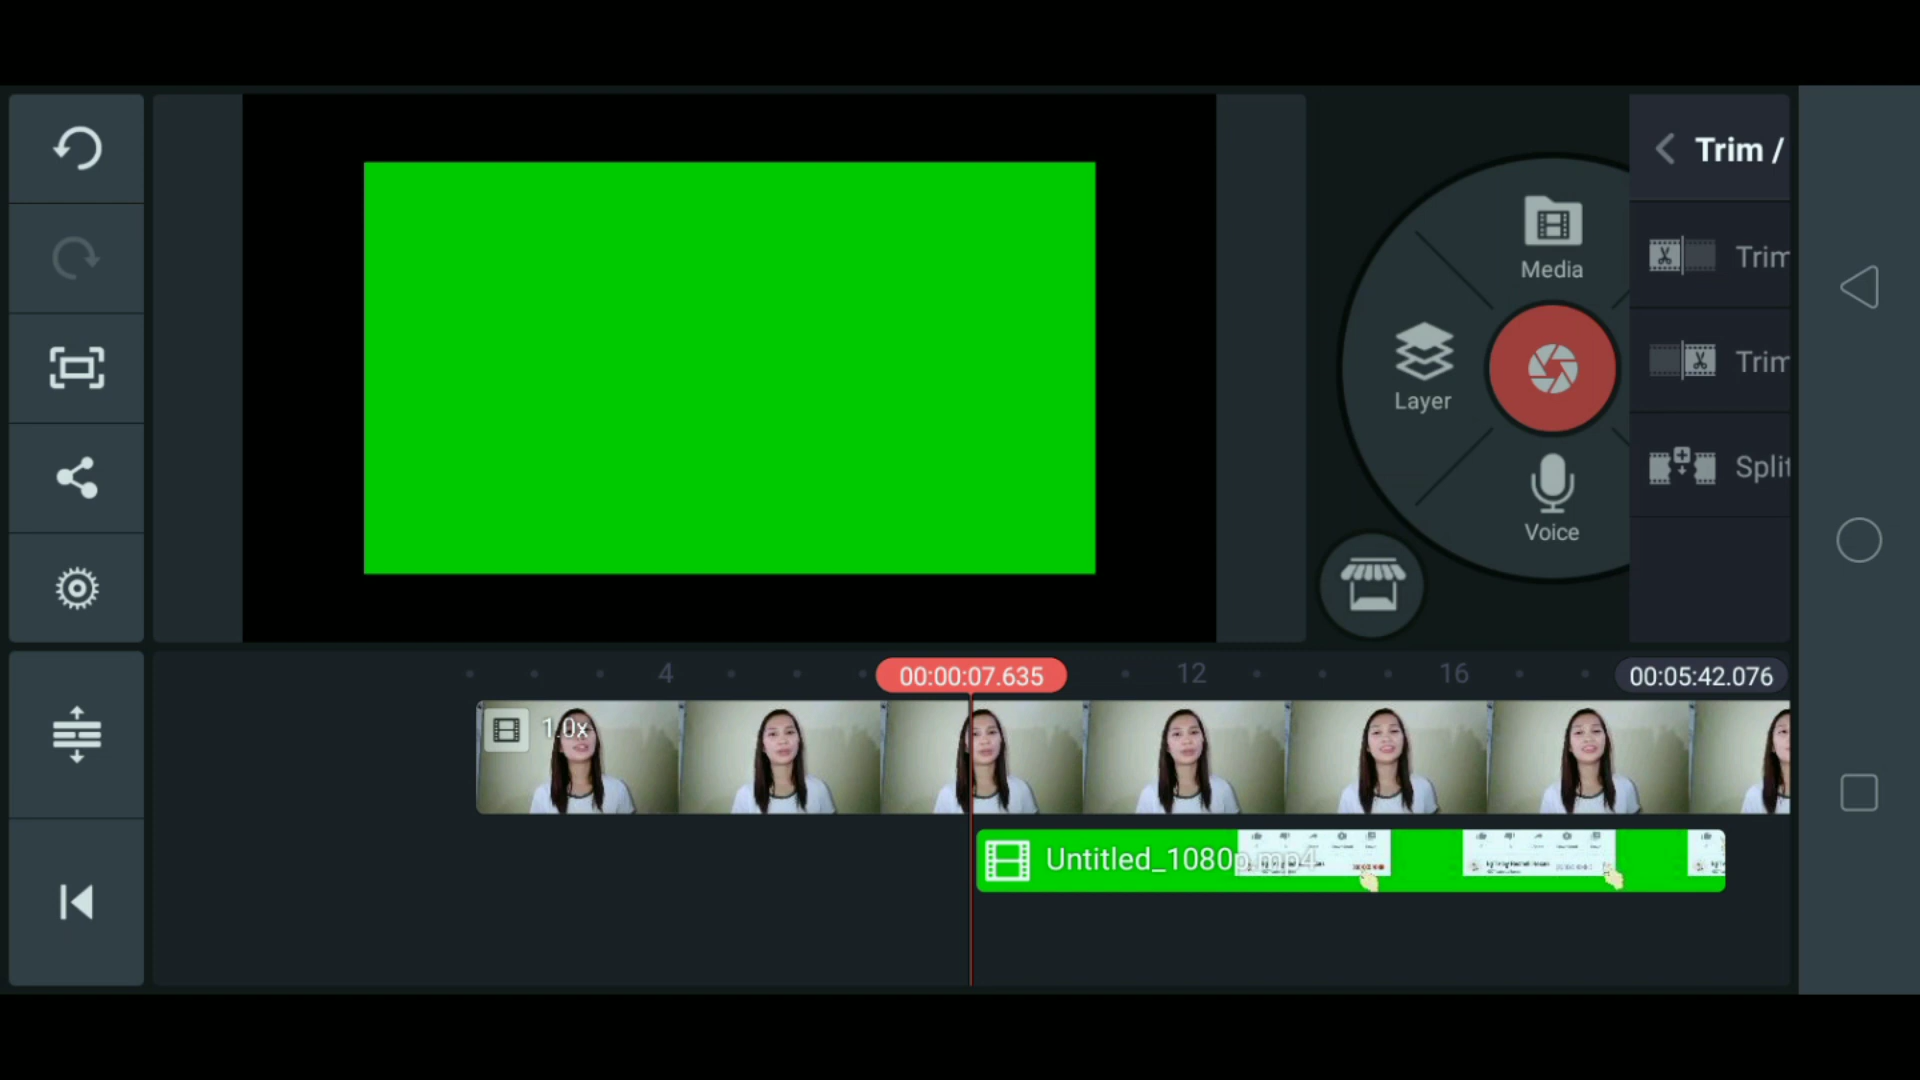 Trim /
Media
Trim
Layer
Trim
Split
Voice
4
00:00:07.635
12
16
00:05:42.076
1.0x
Untitled_1080p.mp4